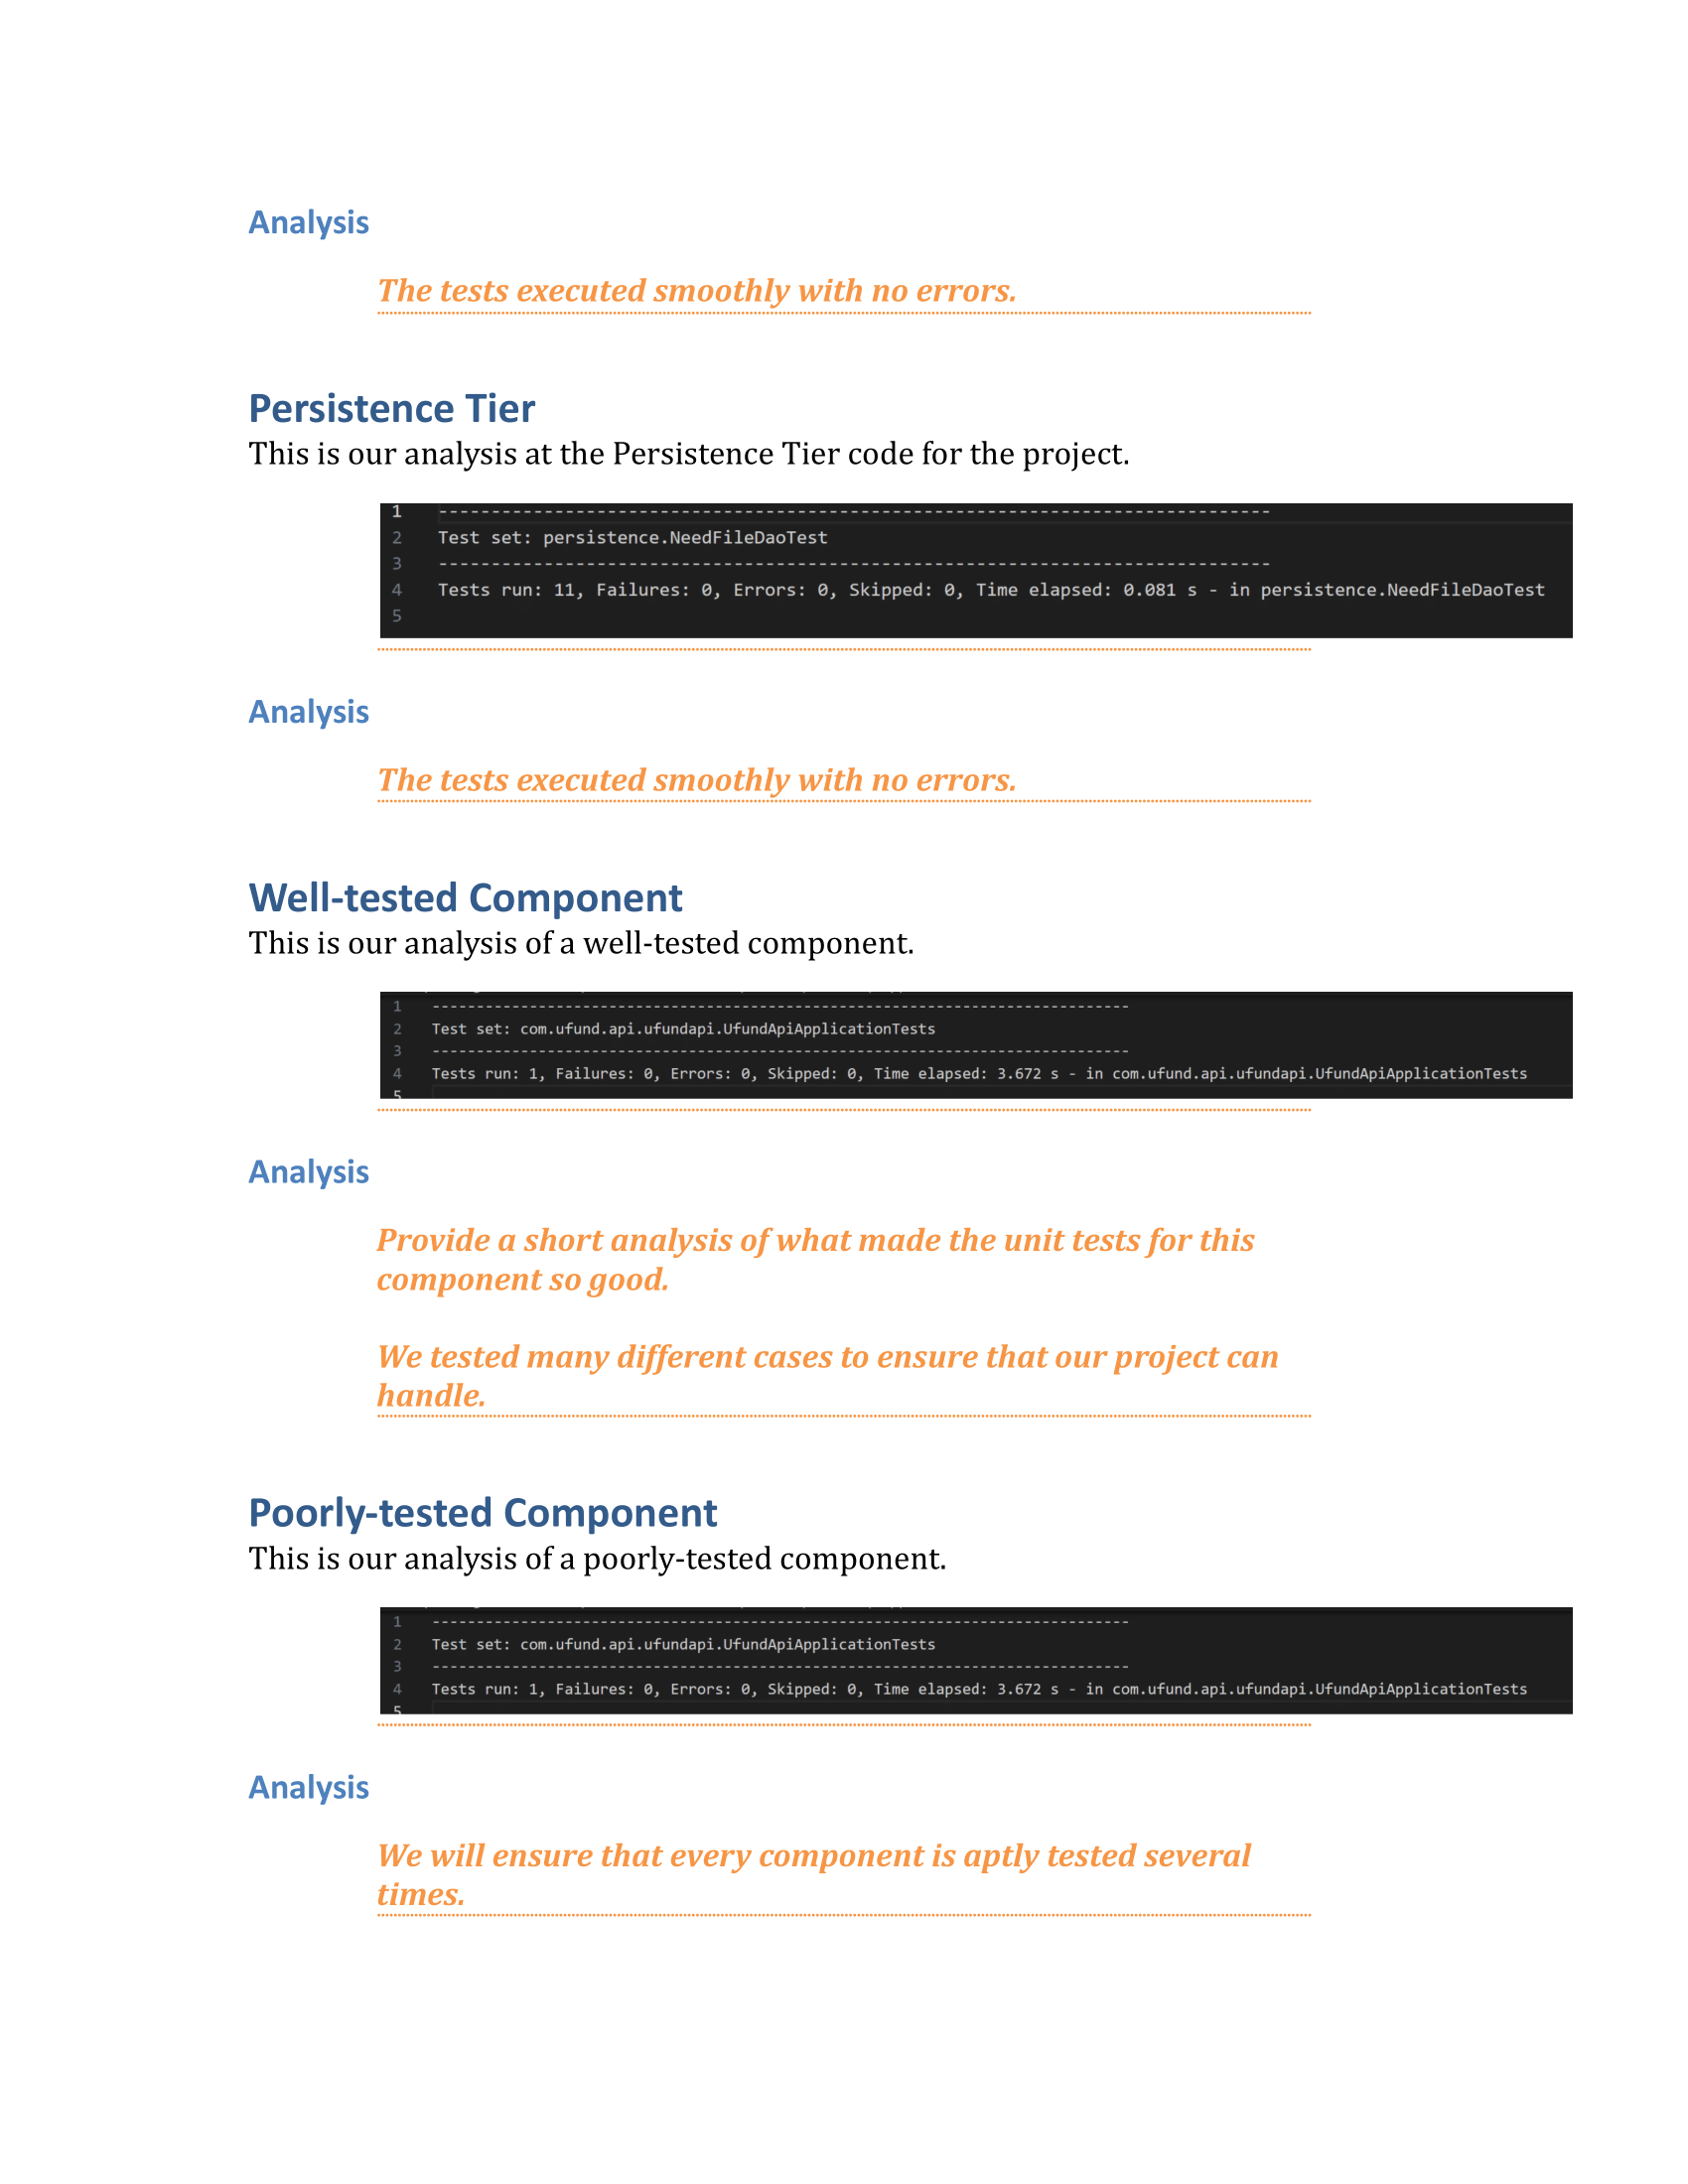 Analysis
The tests executed smoothly with no errors.
Persistence Tier
This is our analysis at the Persistence Tier code for the project.
1 --------------------------------------------------------------------------------
2 Test set: persistence.NeedFileDaoTest
3 --------------------------------------------------------------------------------
4 Tests run: 11, Failures: 0, Errors: 0, Skipped: 0, Time elapsed: 0.081 s - in persistence.NeedFileDaoTest
5
Analysis
The tests executed smoothly with no errors.
Well-tested Component
This is our analysis of a well-tested component.
1 -------------------------------------------------------------------------------
2 Test set: com.ufund.api.ufundapi.UfundApiApplicationTests
3 -------------------------------------------------------------------------------
4 Tests run: 1, Failures: 0, Errors: 0, Skipped: 0, Time elapsed: 3.672 s - in com.ufund.api.ufundapi.UfundApiApplicationTests
5
Analysis
Provide a short analysis of what made the unit tests for this
component so good.
We tested many different cases to ensure that our project can
handle.
Poorly-tested Component
This is our analysis of a poorly-tested component.
1 -------------------------------------------------------------------------------
2 Test set: com.ufund.api.ufundapi.UfundApiApplicationTests
3 -------------------------------------------------------------------------------
4 Tests run: 1, Failures: 0, Errors: 0, Skipped: 0, Time elapsed: 3.672 s - in com.ufund.api.ufundapi.UfundApiApplicationTests
5
Analysis
We will ensure that every component is aptly tested several
times.